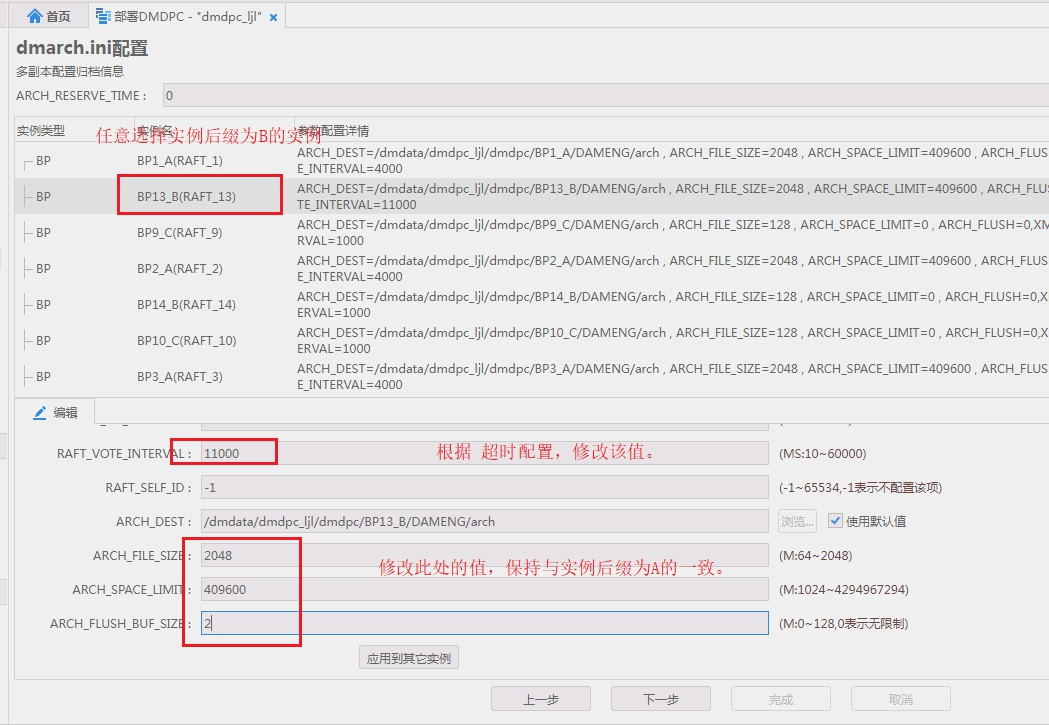 首页 部署DMDPC - "dmdpc_ljl" ×
dmarch.ini配置
多副本配置归档信息
ARCH_RESERVE_TIME : 0
实例类型 实例名 参数配置详情
任意选择实例后缀为B的实例
BP BP1_A(RAFT_1) ARCH_DEST=/dmdata/dmdpc_ljl/dmdpc/BP1_A/DAMENG/arch , ARCH_FILE_SIZE=2048 , ARCH_SPACE_LIMIT=409600 , ARCH_FLUS
E_INTERVAL=4000
BP BP13_B(RAFT_13) ARCH_DEST=/dmdata/dmdpc_ljl/dmdpc/BP13_B/DAMENG/arch , ARCH_FILE_SIZE=2048 , ARCH_SPACE_LIMIT=409600 , ARCH_FLU
TE_INTERVAL=11000
BP BP9_C(RAFT_9) ARCH_DEST=/dmdata/dmdpc_ljl/dmdpc/BP9_C/DAMENG/arch , ARCH_FILE_SIZE=128 , ARCH_SPACE_LIMIT=0 , ARCH_FLUSH=0,XM
RVAL=1000
BP BP2_A(RAFT_2) ARCH_DEST=/dmdata/dmdpc_ljl/dmdpc/BP2_A/DAMENG/arch , ARCH_FILE_SIZE=2048 , ARCH_SPACE_LIMIT=409600 , ARCH_FLUS
E_INTERVAL=4000
BP BP14_B(RAFT_14) ARCH_DEST=/dmdata/dmdpc_ljl/dmdpc/BP14_B/DAMENG/arch , ARCH_FILE_SIZE=128 , ARCH_SPACE_LIMIT=0 , ARCH_FLUSH=0,X
ERVAL=1000
BP BP10_C(RAFT_10) ARCH_DEST=/dmdata/dmdpc_ljl/dmdpc/BP10_C/DAMENG/arch , ARCH_FILE_SIZE=128 , ARCH_SPACE_LIMIT=0 , ARCH_FLUSH=0,X
ERVAL=1000
BP BP3_A(RAFT_3) ARCH_DEST=/dmdata/dmdpc_ljl/dmdpc/BP3_A/DAMENG/arch , ARCH_FILE_SIZE=2048 , ARCH_SPACE_LIMIT=409600 , ARCH_FLUS
E_INTERVAL=4000
编辑
RAFT_VOTE_INTERVAL : 11000 根据 超时配置，修改该值。 (MS:10~60000)
RAFT_SELF_ID : -1 (-1~65534,-1表示不配置该项)
ARCH_DEST : /dmdata/dmdpc_ljl/dmdpc/BP13_B/DAMENG/arch 浏览... 使用默认值
ARCH_FILE_SIZE : 2048 (M:64~2048)
修改此处的值，保持与实例后缀为A的一致。
ARCH_SPACE_LIMIT : 409600 (M:1024~4294967294)
ARCH_FLUSH_BUF_SIZE : 2 (M:0~128,0表示无限制)
应用到其它实例
上一步 下一步 完成 取消